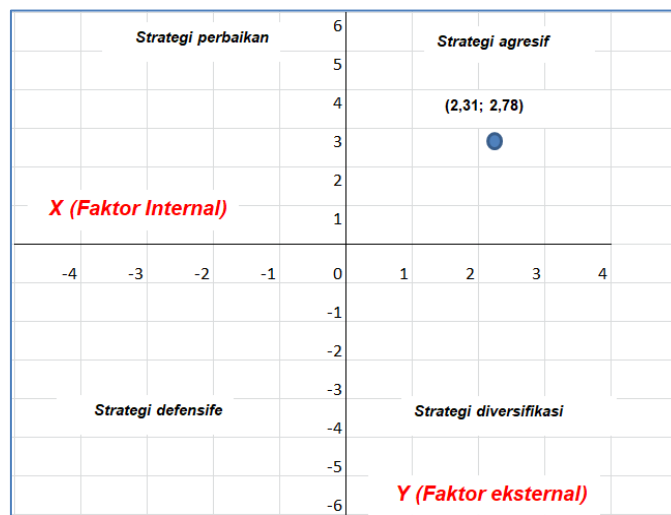 6
Strategi perbaikan
Strategi agresif
5
4
(2,31; 2,78)
3
2
X (Faktor Internal)
1
-4 -3 -2 -1 0 1 2 3 4
-1
-2
-3
Strategi defensife
Strategi diversifikasi
-4
-5
Y (Faktor eksternal)
-6